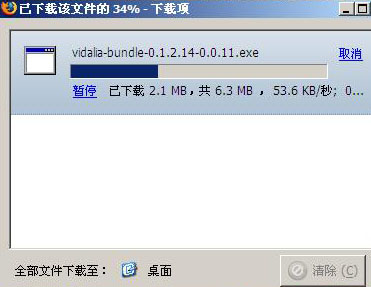 已下载该文件的 34% - 下载项
vidalia-bundle-0.1.2.14-0.0.11.exe
取消
暂停 已下载 2.1 MB，共 6.3 MB ， 53.6 KB/秒; 0...
全部文件下载至： 桌面
清除 (C)